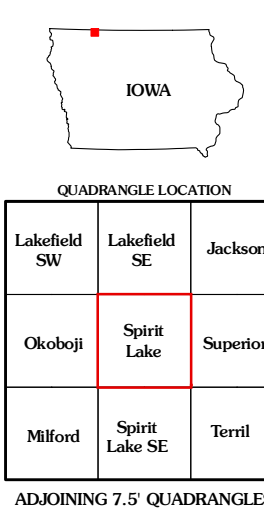 IOWA
QUADRANGLE LOCATION
Lakefield SW
Lakefield SE
Jackson
Okoboji
Spirit Lake
Superior
Milford
Spirit Lake SE
Terril
ADJOINING 7.5' QUADRANGLES